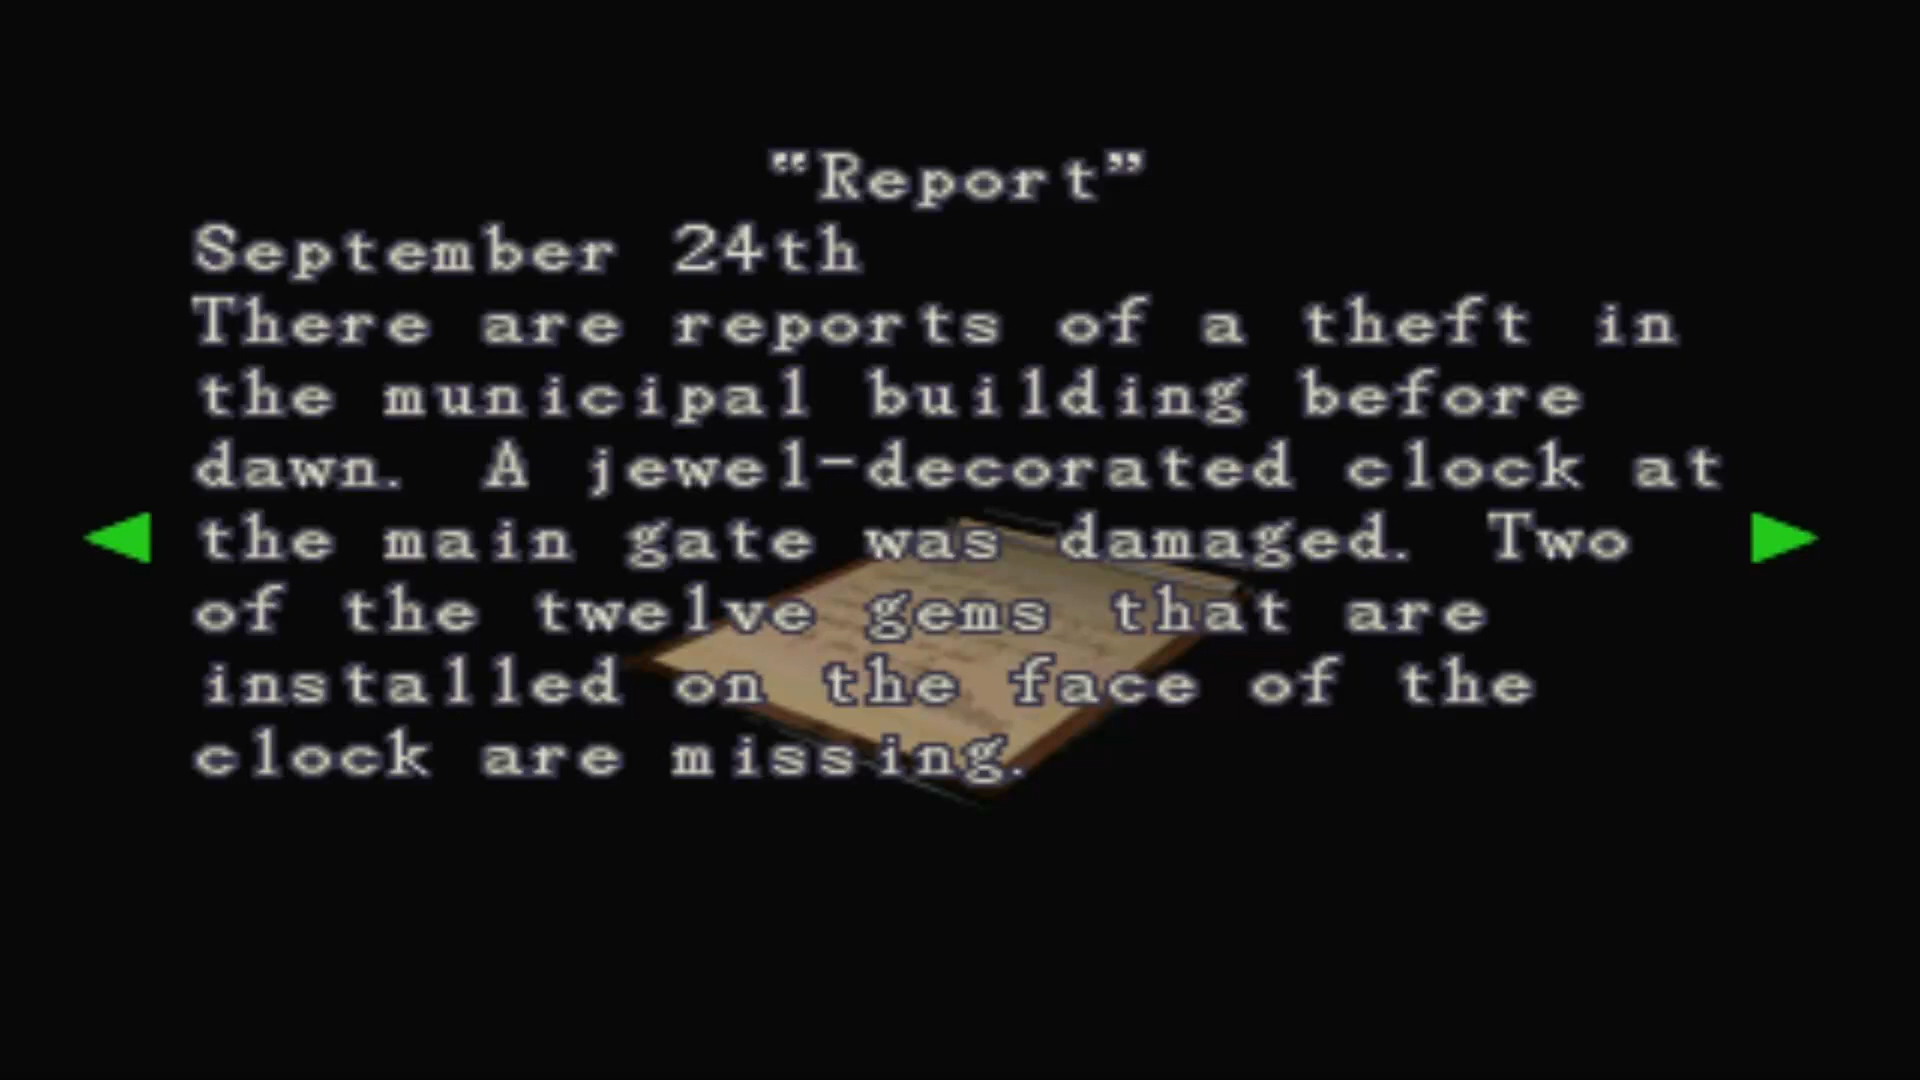 “Report”
September 24th
There are reports of a theft in
the municipal building before
dawn. A jewel-decorated clock at
the main gate was damaged. Two
of the twelve gems that are
installed on the face of the
clock are missing.